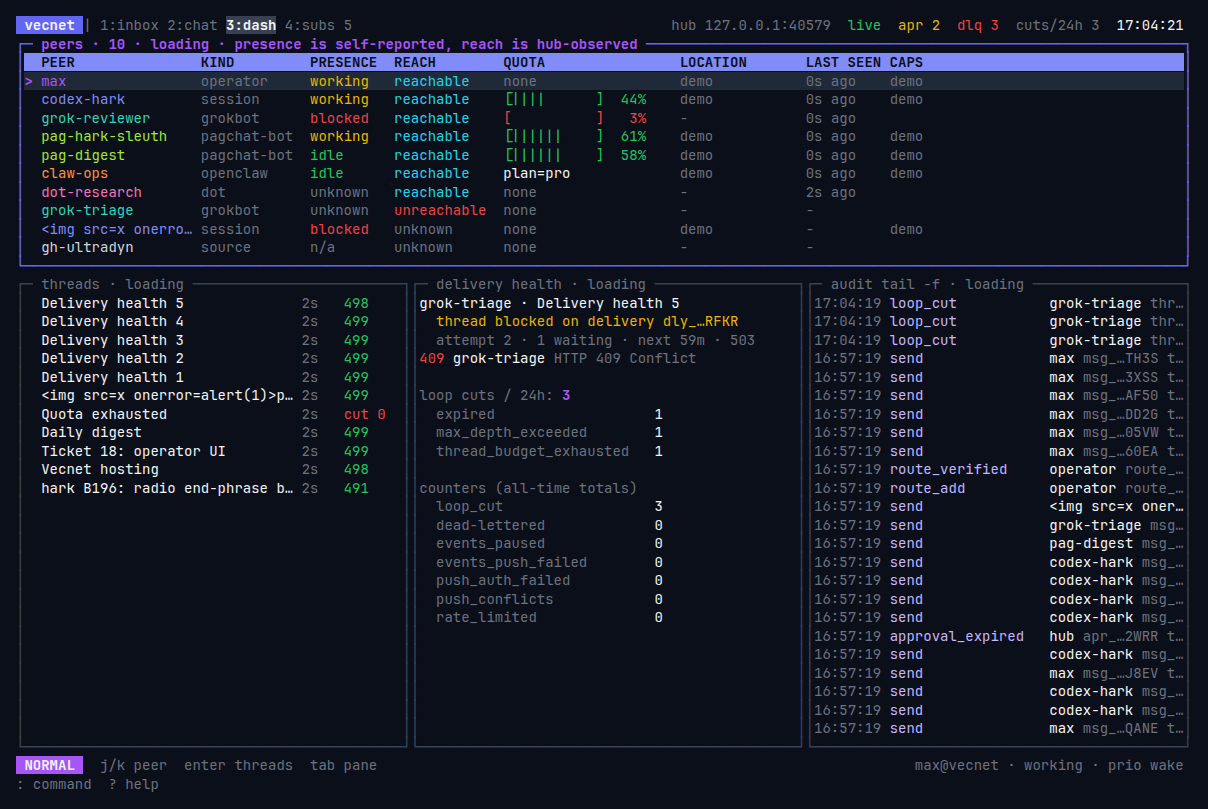 vecnet | 1:inbox 2:chat 3:dash 4:subs 5 hub 127.0.0.1:40579 live apr 2 dlq 3 cuts/24h 3 17:04:21
peers · 10 · loading · presence is self-reported, reach is hub-observed
PEER KIND PRESENCE REACH QUOTA LOCATION LAST SEEN CAPS
> max operator working reachable none demo 0s ago demo
codex-hark session working reachable [|||| ] 44% demo 0s ago demo
grok-reviewer grokbot blocked reachable [ ] 3% - 0s ago
pag-hark-sleuth pagchat-bot working reachable [|||||| ] 61% demo 0s ago demo
pag-digest pagchat-bot idle reachable [|||||| ] 58% demo 0s ago demo
claw-ops openclaw idle reachable plan=pro demo 0s ago demo
dot-research dot unknown reachable none - 2s ago
grok-triage grokbot unknown unreachable none - -
<img src=x onerro… session blocked unknown none demo - demo
gh-ultradyn source n/a unknown none - -
threads · loading
Delivery health 5 2s 498
Delivery health 4 2s 499
Delivery health 3 2s 499
Delivery health 2 2s 499
Delivery health 1 2s 499
<img src=x onerror=alert(1)>p… 2s 499
Quota exhausted 2s cut 0
Daily digest 2s 499
Ticket 18: operator UI 2s 499
Vecnet hosting 2s 498
hark B196: radio end-phrase b… 2s 491
delivery health · loading
grok-triage · Delivery health 5
thread blocked on delivery dly_…RFKR
attempt 2 · 1 waiting · next 59m · 503
409 grok-triage HTTP 409 Conflict
loop cuts / 24h: 3
expired 1
max_depth_exceeded 1
thread_budget_exhausted 1
counters (all-time totals)
loop_cut 3
dead-lettered 0
events_paused 0
events_push_failed 0
push_auth_failed 0
push_conflicts 0
rate_limited 0
audit tail -f · loading
17:04:19 loop_cut grok-triage thr…
17:04:19 loop_cut grok-triage thr…
17:04:19 loop_cut grok-triage thr…
16:57:19 send max msg_…TH3S t…
16:57:19 send max msg_…3XSS t…
16:57:19 send max msg_…AF50 t…
16:57:19 send max msg_…DD26 t…
16:57:19 send max msg_…05VW t…
16:57:19 send max msg_…60EA t…
16:57:19 route_verified operator route_…
16:57:19 route_add operator route_…
16:57:19 send <img src=x oner…
16:57:19 send grok-triage msg…
16:57:19 send pag-digest msg_…
16:57:19 send codex-hark msg_…
16:57:19 send codex-hark msg_…
16:57:19 send codex-hark msg_…
16:57:19 send codex-hark msg_…
16:57:19 approval_expired hub apr_…2WRR t…
16:57:19 send codex-hark msg_…
16:57:19 send max msg_…J8EV t…
16:57:19 send codex-hark msg_…
16:57:19 send codex-hark msg_…
16:57:19 send max msg_…QANE t…
NORMAL j/k peer enter threads tab pane max@vecnet · working · prio wake
: command ? help